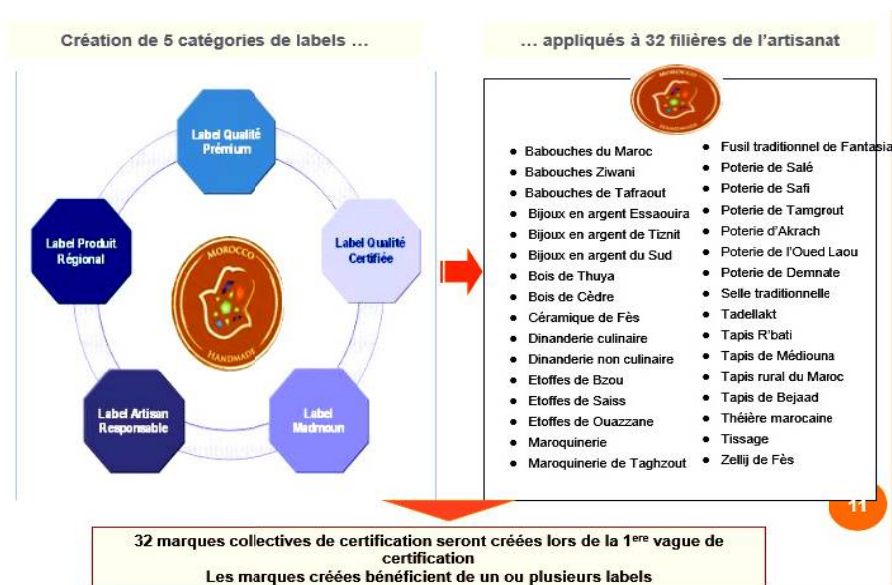 Création de 5 catégories de labels …
Label Qualité
Prémium
Label Produit
Régional
Label Qualité
Certifiée
MOROCCO
HANDMADE
Label Artisan
Responsable
Label
Madmoun
… appliqués à 32 filières de l'artisanat
MOROCCO
HANDMADE
• Babouches du Maroc
• Babouches Ziwani
• Babouches de Tafraout
• Bijoux en argent Essaouira
• Bijoux en argent de Tiznit
• Bijoux en argent du Sud
• Bois de Thuya
• Bois de Cèdre
• Céramique de Fès
• Dinanderie culinaire
• Dinanderie non culinaire
• Etoffes de Bzou
• Etoffes de Saiss
• Etoffes de Ouazzane
• Maroquinerie
• Maroquinerie de Taghzout
• Fusil traditionnel de Fantasia
• Poterie de Salé
• Poterie de Safi
• Poterie de Tamgrout
• Poterie d'Akrach
• Poterie de l'Oued Laou
• Poterie de Demnate
• Selle traditionnelle
• Tadellakt
• Tapis R'bati
• Tapis de Médiouna
• Tapis rural du Maroc
• Tapis de Bejaad
• Théière marocaine
• Tissage
• Zellij de Fès
11
32 marques collectives de certification seront créées lors de la 1ere vague de
certification
Les marques créées bénéficient de un ou plusieurs labels